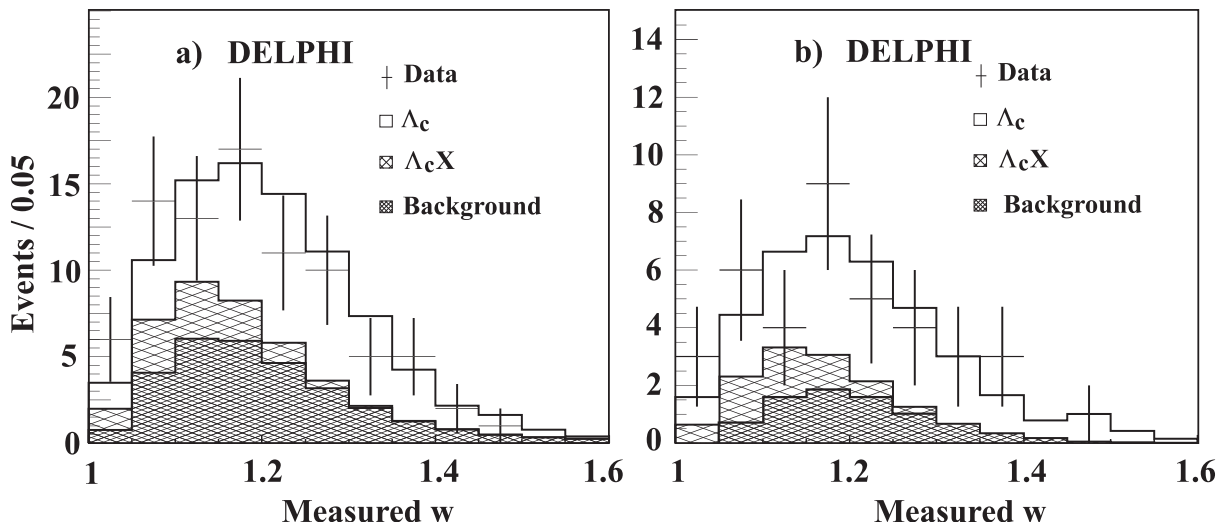 a) DELPHI
Data
Λc
ΛcX
Background
20
15
10
5
0
1
1.2
1.4
1.6
Events / 0.05
Measured w
b) DELPHI
Data
Λc
ΛcX
Background
14
12
10
8
6
4
2
0
1
1.2
1.4
1.6
Measured w